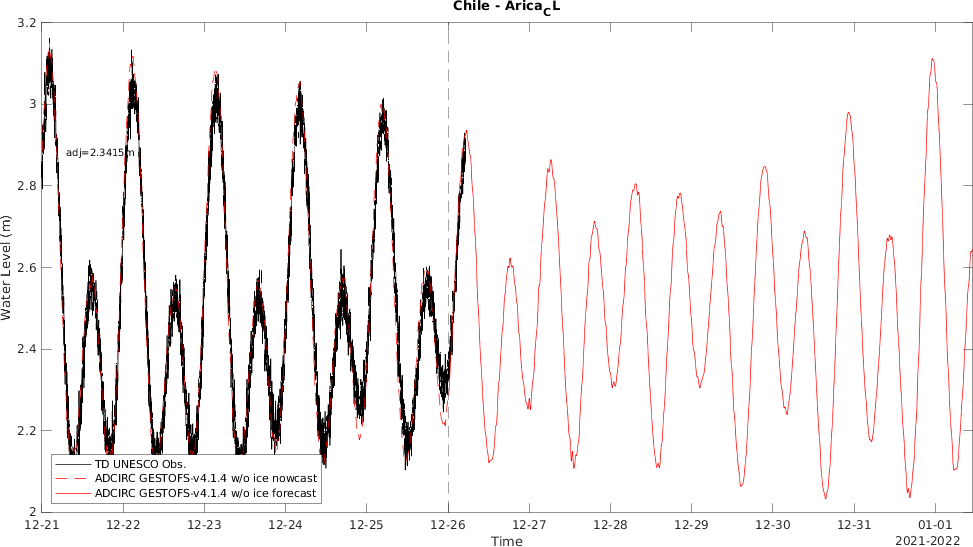 Chile - Arica_CL
3.2
3
2.8
2.6
2.4
2.2
2
Water Level (m)
adj=2.3415m
TD UNESCO Obs.
ADCIRC GESTOFS-v4.1.4 w/o ice nowcast
ADCIRC GESTOFS-v4.1.4 w/o ice forecast
12-21 12-22 12-23 12-24 12-25 12-26 12-27 12-28 12-29 12-30 12-31 01-01
Time
2021-2022